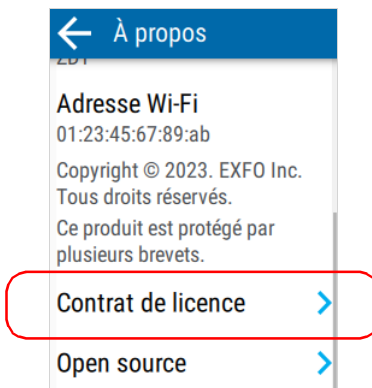 À propos
Adresse Wi-Fi
01:23:45:67:89:ab
Copyright © 2023. EXFO Inc.
Tous droits réservés.
Ce produit est protégé par
plusieurs brevets.
Contrat de licence
Open source